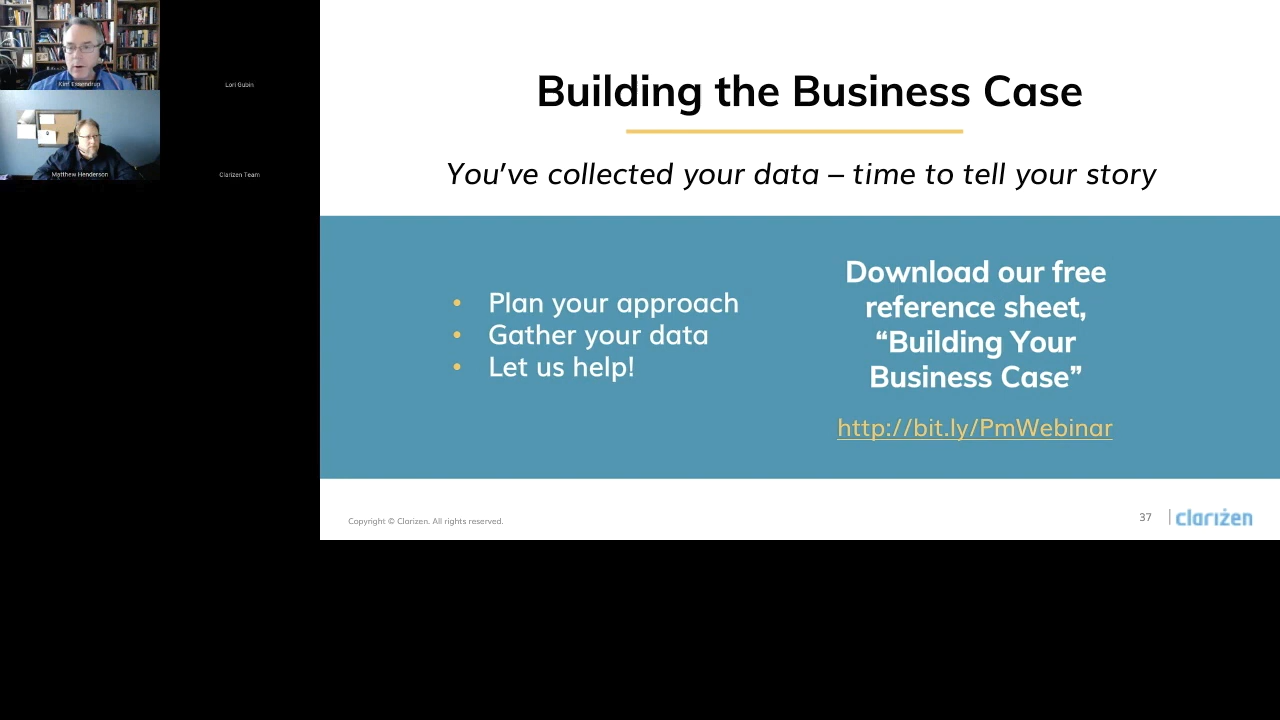 Kim Essendrup
Lori Gubin
Matthew Henderson
Clarizen Team
Building the Business Case
You’ve collected your data – time to tell your story
• Plan your approach
• Gather your data
• Let us help!
Download our free
reference sheet,
“Building Your
Business Case”
http://bit.ly/PmWebinar
Copyright © Clarizen. All rights reserved.
37
clarizen